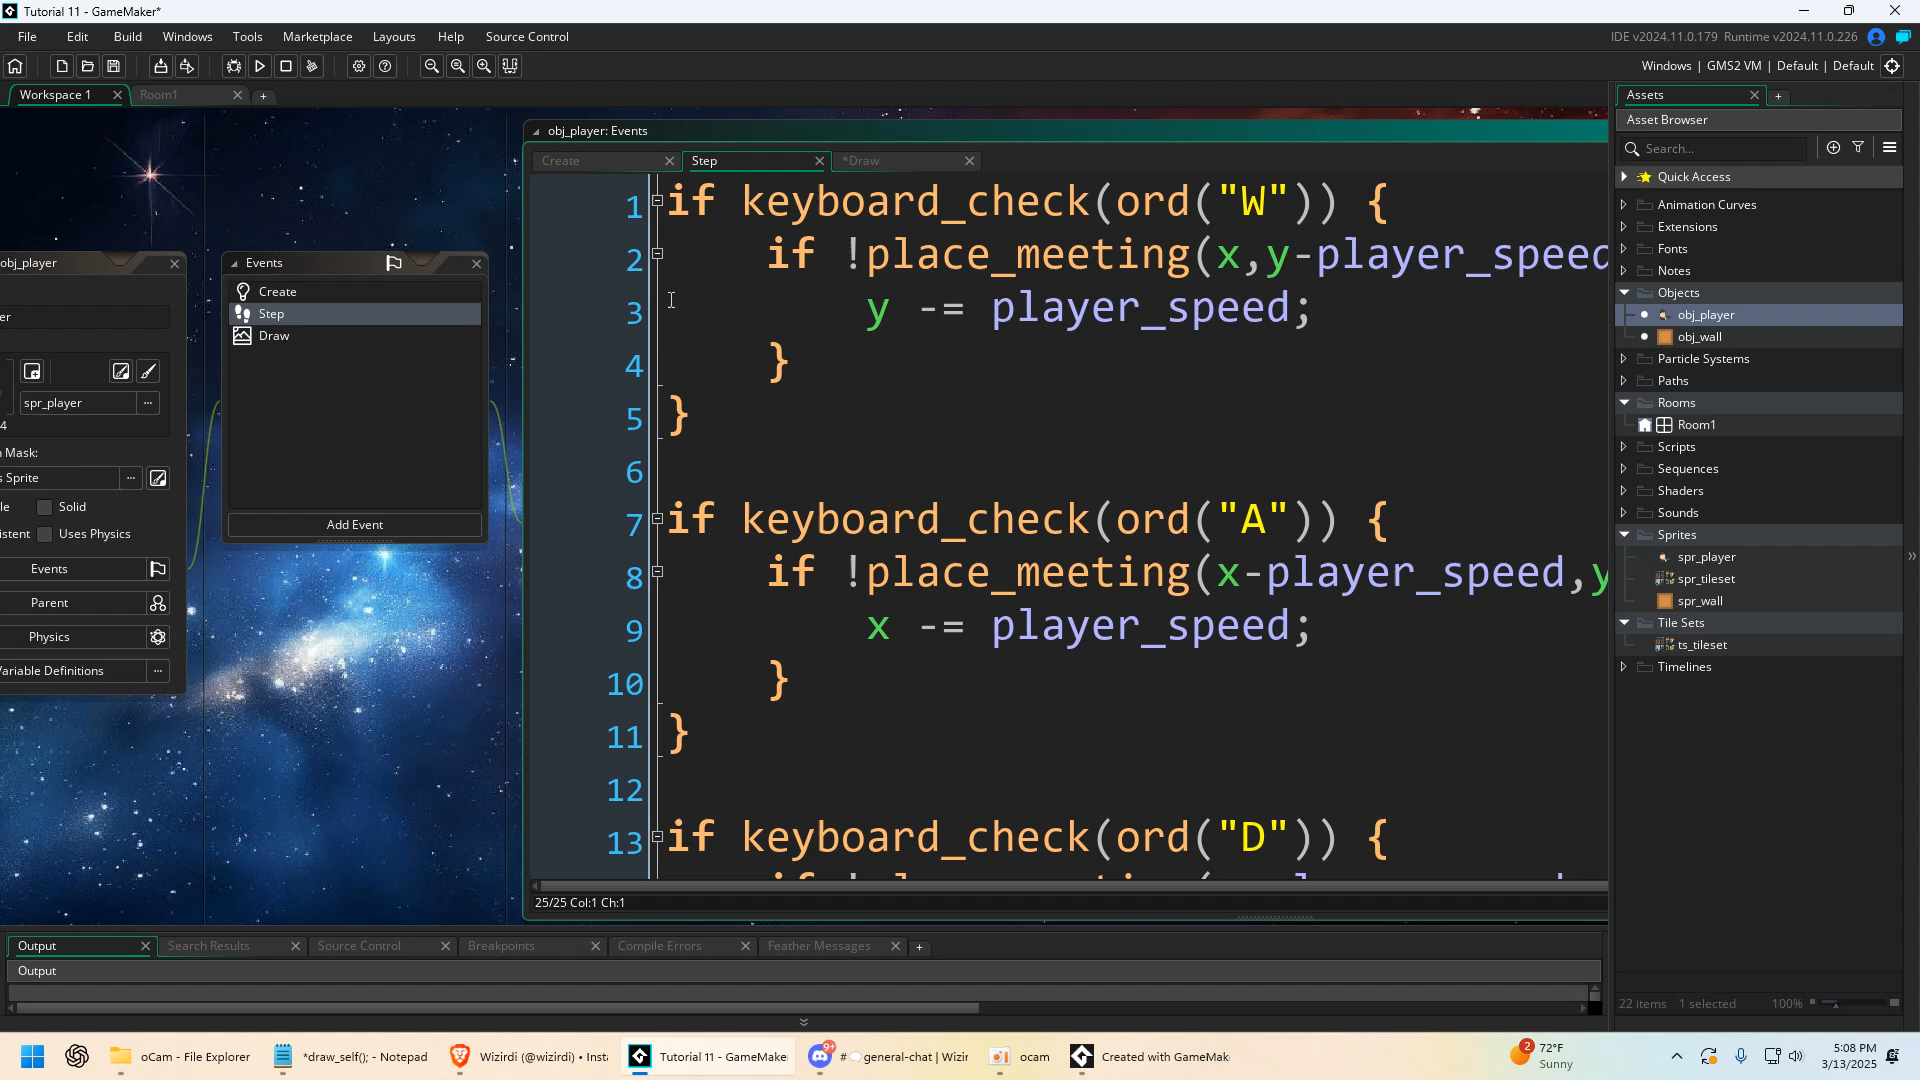 Tutorial 11 - GameMaker*
File Edit Build Windows Tools Marketplace Layouts Help Source Control
IDE v2024.11.0.179 Runtime v2024.11.0.226
Windows | GMS2 VM | Default | Default
Workspace 1
Room1
obj_player: Events
Create
Step
*Draw
1 if keyboard_check(ord("W")) {
2 if !place_meeting(x,y-player_speed
3 y -= player_speed;
4 }
5 }
6
7 if keyboard_check(ord("A")) {
8 if !place_meeting(x-player_speed,y
9 x -= player_speed;
10 }
11 }
12
13 if keyboard_check(ord("D")) {
25/25 Col:1 Ch:1
obj_player
er
spr_player
4
n Mask:
s Sprite
le
Solid
istent
Uses Physics
Events
Parent
Physics
Variable Definitions
Events
Create
Step
Draw
Add Event
Assets
Asset Browser
Search...
Quick Access
Animation Curves
Extensions
Fonts
Notes
Objects
obj_player
obj_wall
Particle Systems
Paths
Rooms
Room1
Scripts
Sequences
Shaders
Sounds
Sprites
spr_player
spr_tileset
spr_wall
Tile Sets
ts_tileset
Timelines
22 items 1 selected 100%
Output
Search Results
Source Control
Breakpoints
Compile Errors
Feather Messages
Output
oCam - File Explorer
*draw_self(); - Notepad
Wizirdi (@wizirdi) • Insta
Tutorial 11 - GameMake
9+
#
general-chat | Wizir
ocam
Created with GameMak
2
72°F
Sunny
5:08 PM
3/13/2025